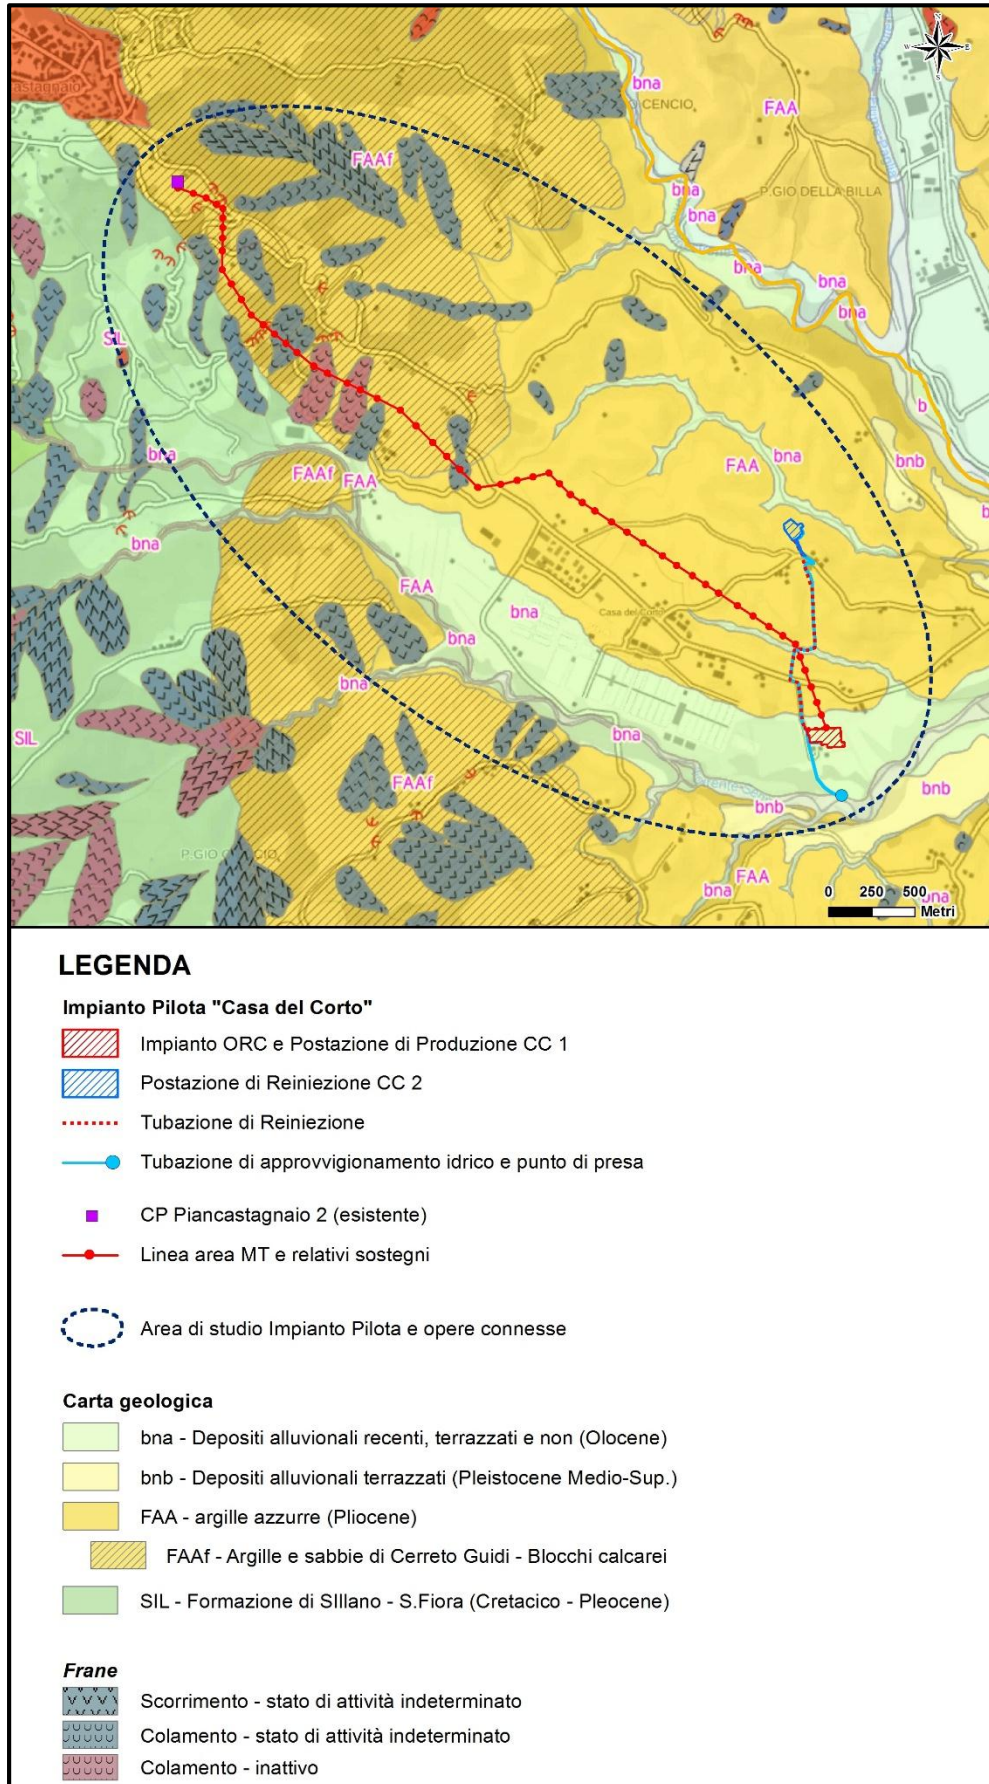 N
W E
S
astagnaio
bna
O CENCIO
FAA
FAAf
bna
P.GIO DELLA BILLA
bna
bna
bna
bna
SIL
b
bna
FAAf
FAA
FAA
bna
bnb
bna
FAA
bna
Casa del Corto
bna
bna
SIL
bna
FAAf
bnb
bnb
P.GIO
CIO
FAA
bna
bna
0 250 500
Metri
LEGENDA
Impianto Pilota "Casa del Corto"
Impianto ORC e Postazione di Produzione CC 1
Postazione di Reiniezione CC 2
Tubazione di Reiniezione
Tubazione di approvvigionamento idrico e punto di presa
CP Piancastagnaio 2 (esistente)
Linea area MT e relativi sostegni
Area di studio Impianto Pilota e opere connesse
Carta geologica
bna - Depositi alluvionali recenti, terrazzati e non (Olocene)
bnb - Depositi alluvionali terrazzati (Pleistocene Medio-Sup.)
FAA - argille azzurre (Pliocene)
FAAf - Argille e sabbie di Cerreto Guidi - Blocchi calcarei
SIL - Formazione di SIllano - S.Fiora (Cretacico - Pleocene)
Frane
Scorrimento - stato di attività indeterminato
Colamento - stato di attività indeterminato
Colamento - inattivo